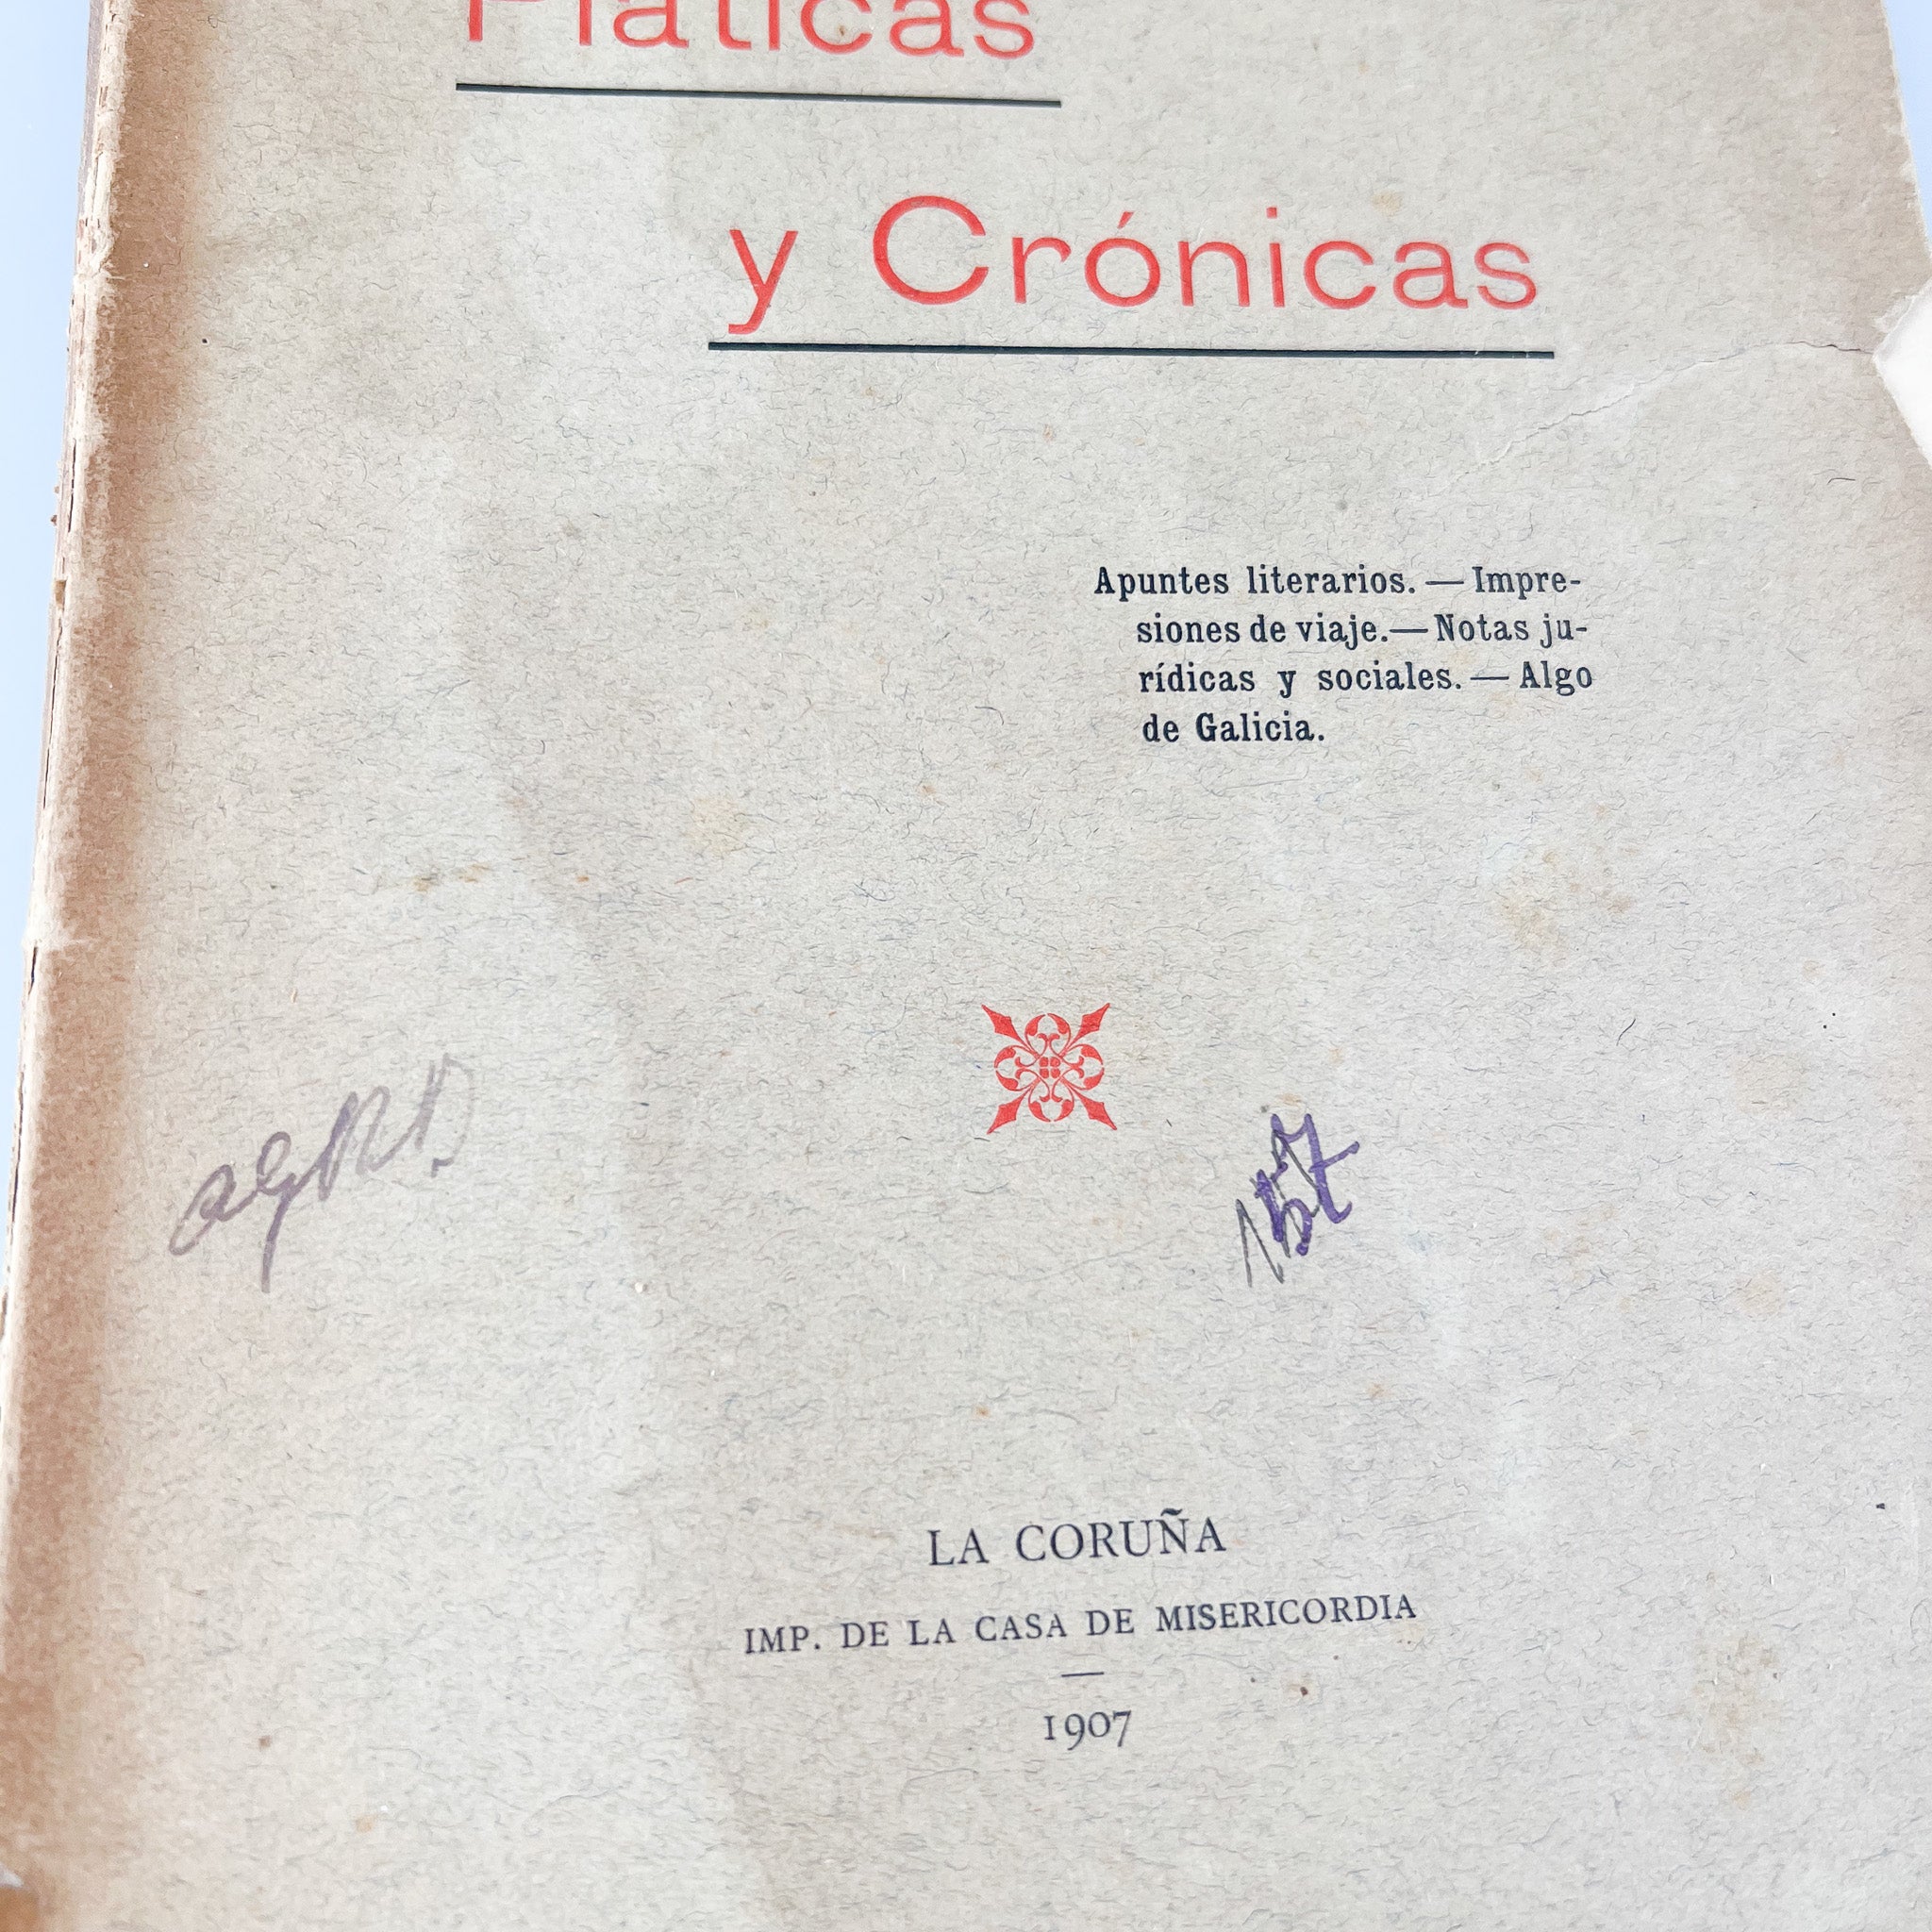 Pláticas
y Crónicas
Apuntes literarios. — Impre-
siones de viaje.— Notas ju-
rídicas y sociales. — Algo
de Galicia.
157
LA CORUÑA
IMP. DE LA CASA DE MISERICORDIA
1907